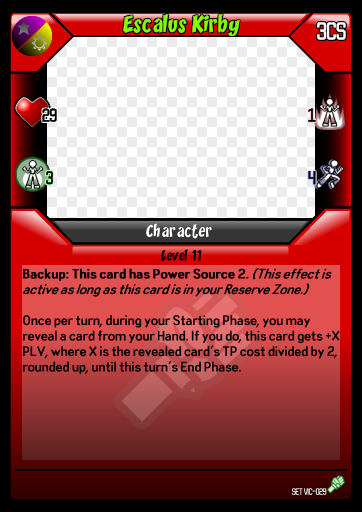 Escalus Kirby
3CS
29
1
3
4
Character
Level 11
Backup: This card has Power Source 2. (This effect is
active as long as this card is in your Reserve Zone.)
Once per turn, during your Starting Phase, you may
reveal a card from your Hand. If you do, this card gets +X
PLV, where X is the revealed card's TP cost divided by 2,
rounded up, until this turn's End Phase.
SET VIC-029